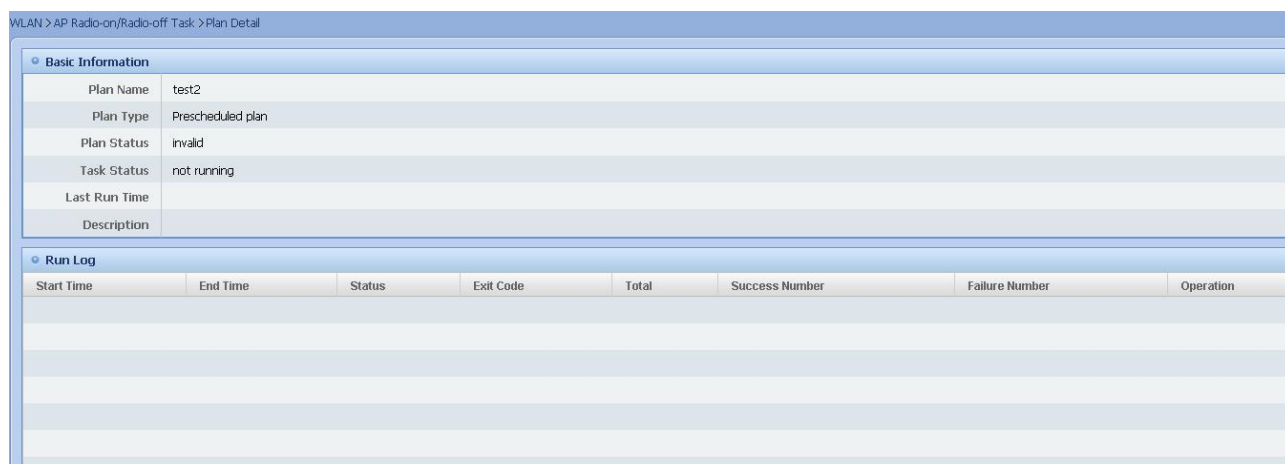 WLAN > AP Radio-on/Radio-off Task > Plan Detail
Basic Information
Plan Name test2
Plan Type Prescheduled plan
Plan Status invalid
Task Status not running
Last Run Time
Description
Run Log
Start Time End Time Status Exit Code Total Success Number Failure Number Operation